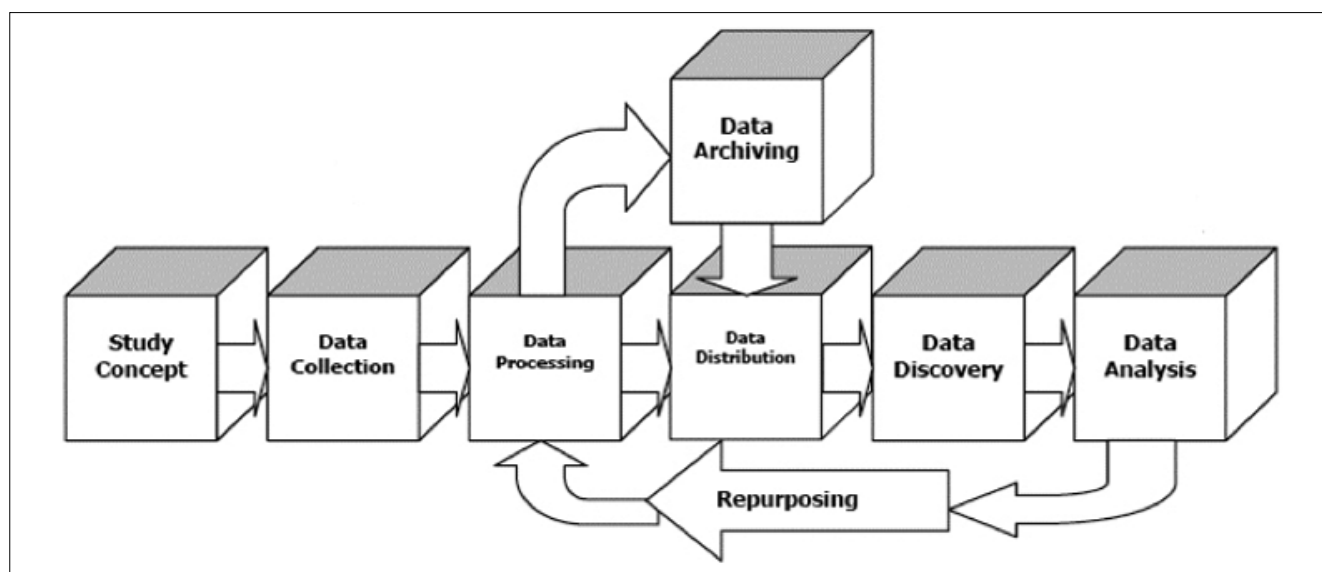 Data
Archiving
Study
Concept
Data
Collection
Data
Processing
Data
Distribution
Data
Discovery
Data
Analysis
Repurposing